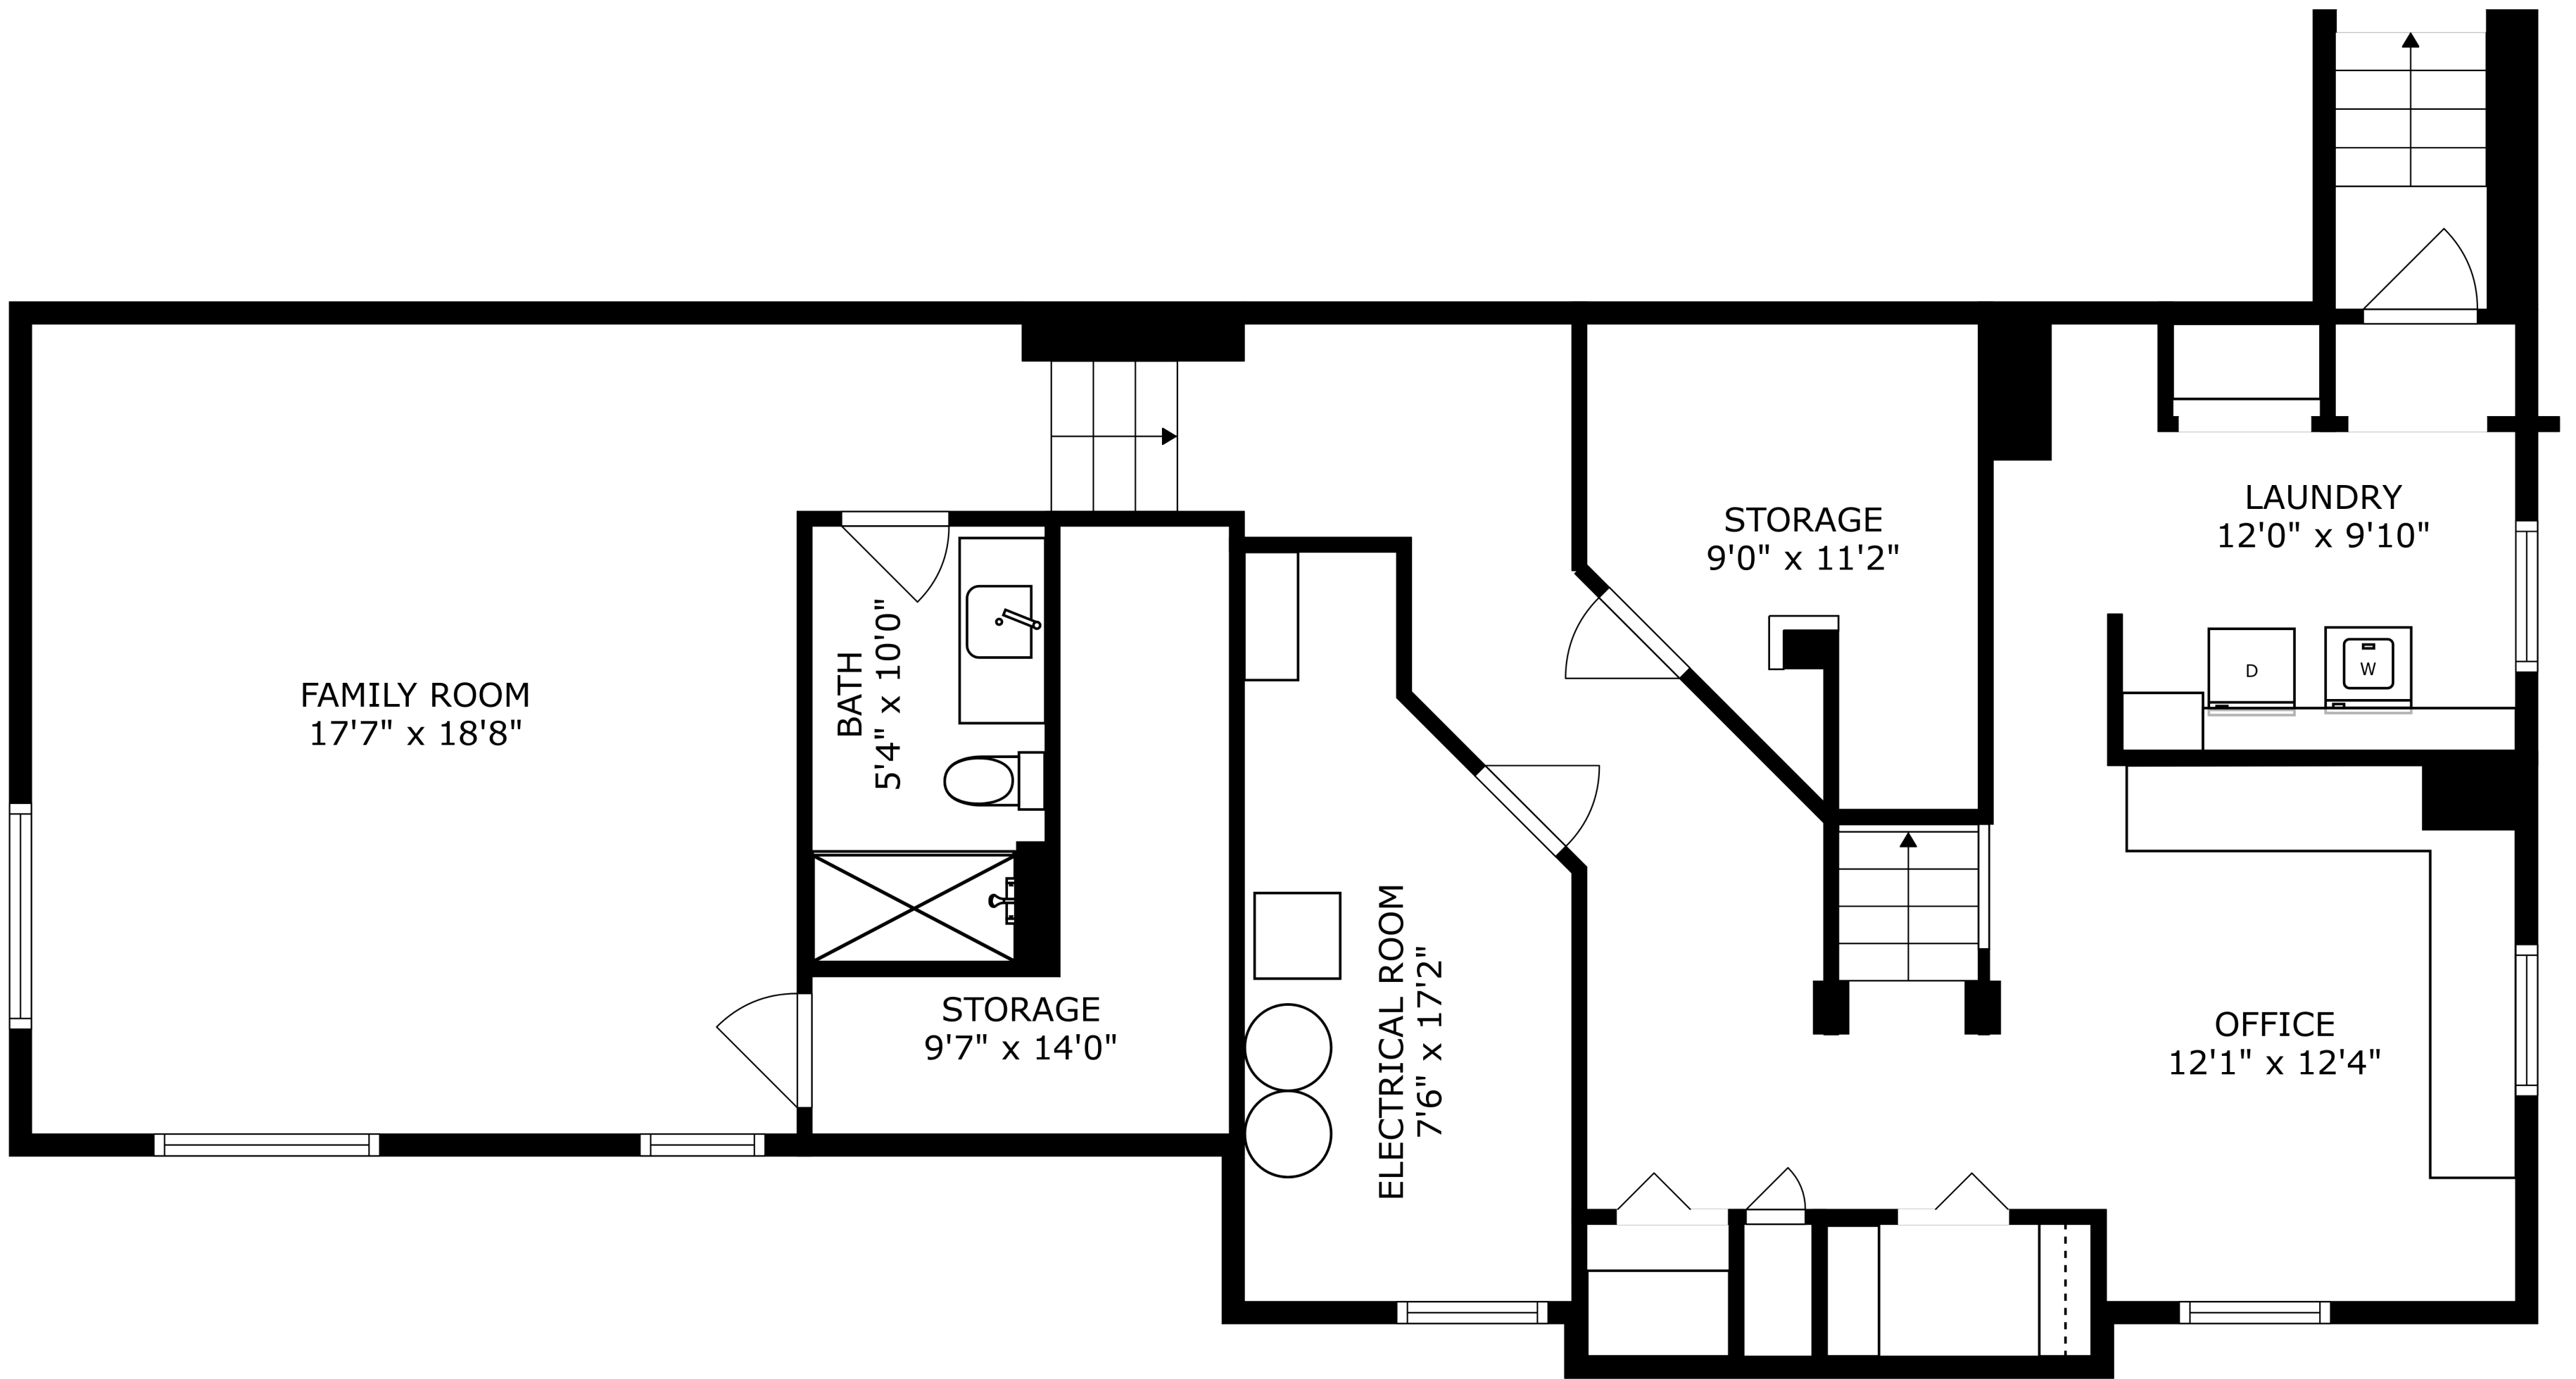 FAMILY ROOM
17'7" x 18'8"
BATH
5'4" x 10'0"
STORAGE
9'7" x 14'0"
ELECTRICAL ROOM
7'6" x 17'2"
STORAGE
9'0" x 11'2"
LAUNDRY
12'0" x 9'10"
D
W
OFFICE
12'1" x 12'4"